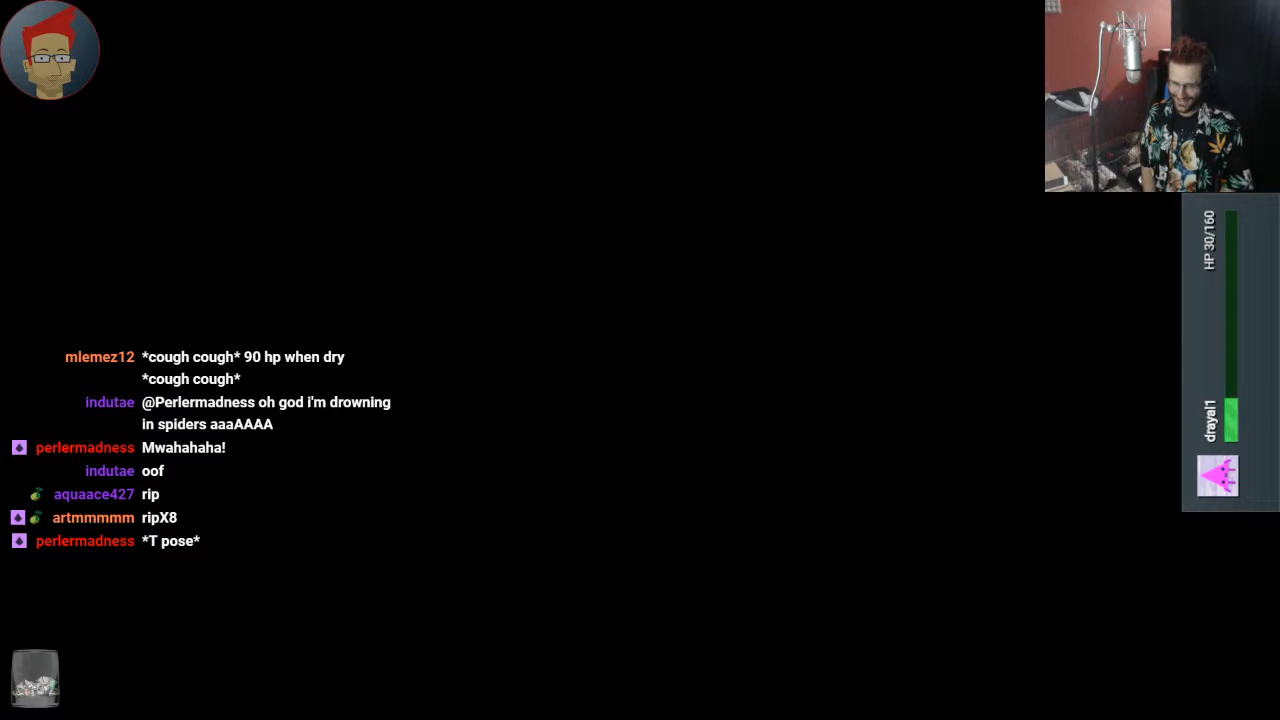 HP 30/160
drayal1
mlemez12 *cough cough* 90 hp when dry
*cough cough*
indutae @Perlermadness oh god i'm drowning
in spiders aaaAAAA
perlermadness Mwahahaha!
indutae oof
aquaace427 rip
artmmmmm ripX8
perlermadness *T pose*